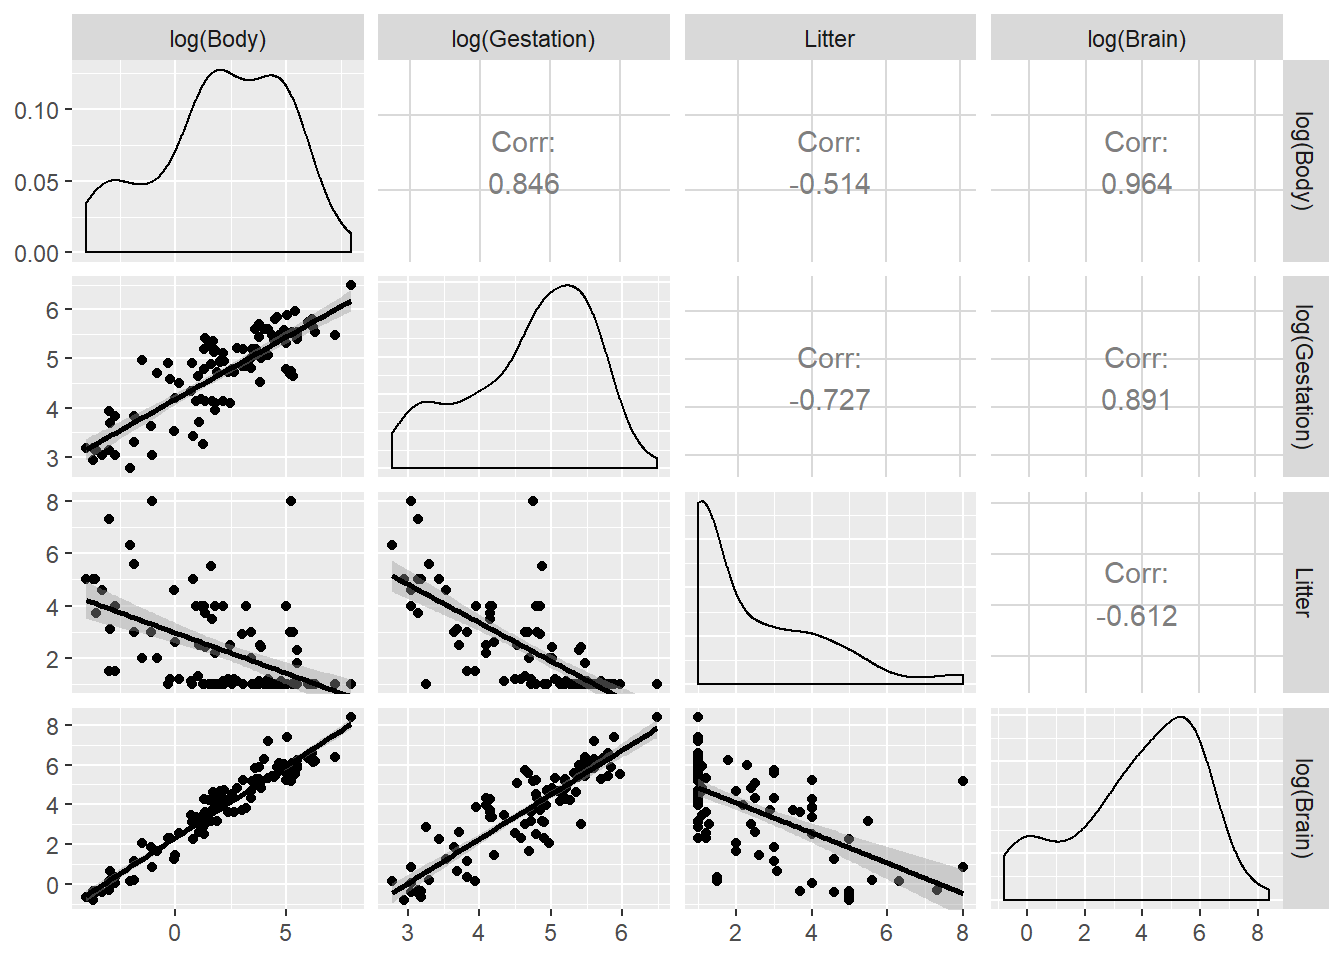 log(Body) log(Gestation) Litter log(Brain)
0.10
0.05
0.00
Corr:
0.846
Corr:
-0.514
Corr:
0.964
log(Body)
6
5
4
3
Corr:
-0.727
Corr:
0.891
log(Gestation)
8
6
4
2
Corr:
-0.612
Litter
8
6
4
2
0
log(Brain)
0 5 3 4 5 6 2 4 6 8 0 2 4 6 8